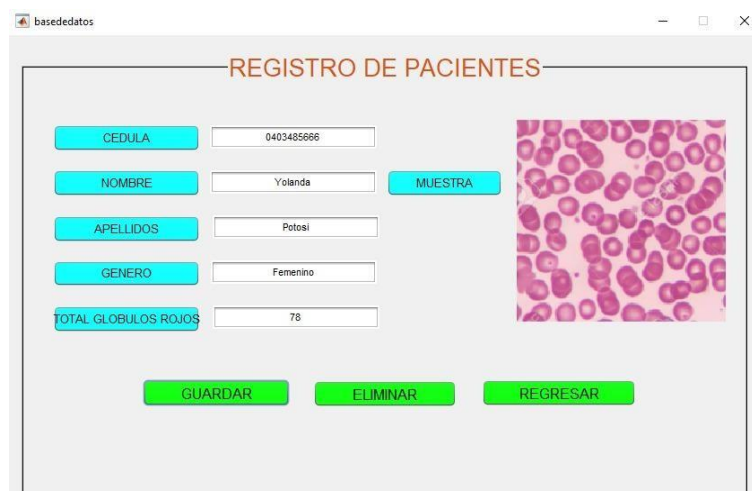 basededatos
REGISTRO DE PACIENTES
CEDULA 0403485666
NOMBRE Yolanda MUESTRA
APELLIDOS Potosi
GENERO Femenino
TOTAL GLOBULOS ROJOS 78
GUARDAR ELIMINAR REGRESAR